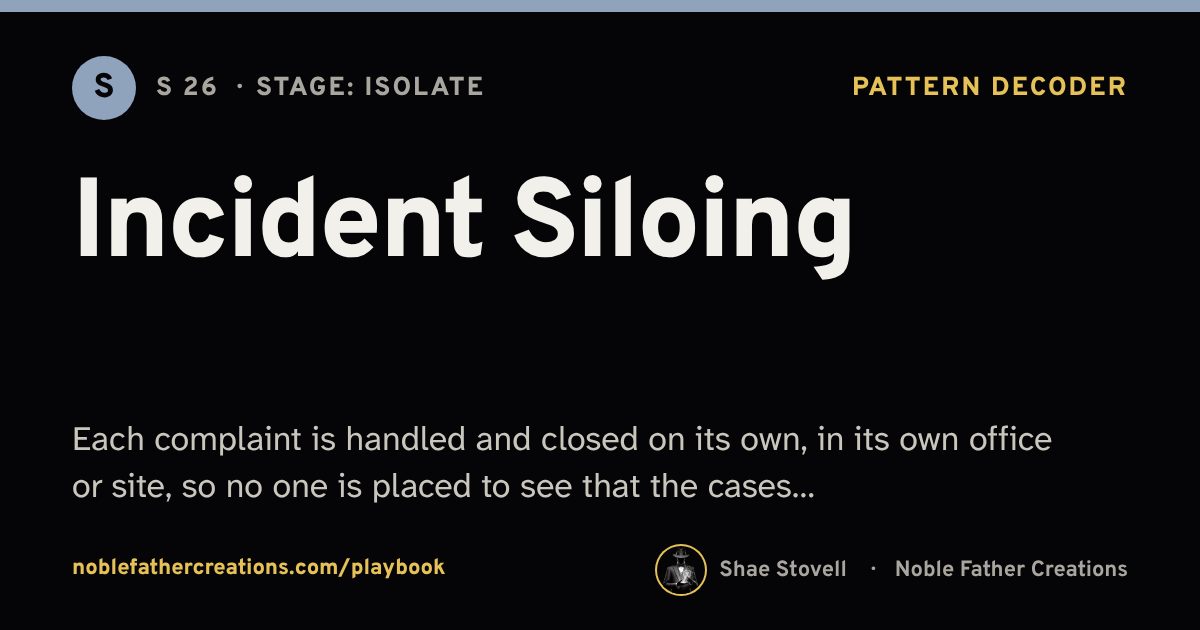 S
S 26 · STAGE: ISOLATE
PATTERN DECODER
Incident Siloing
Each complaint is handled and closed on its own, in its own office
or site, so no one is placed to see that the cases...
noblefathercreations.com/playbook
Shae Stovell · Noble Father Creations